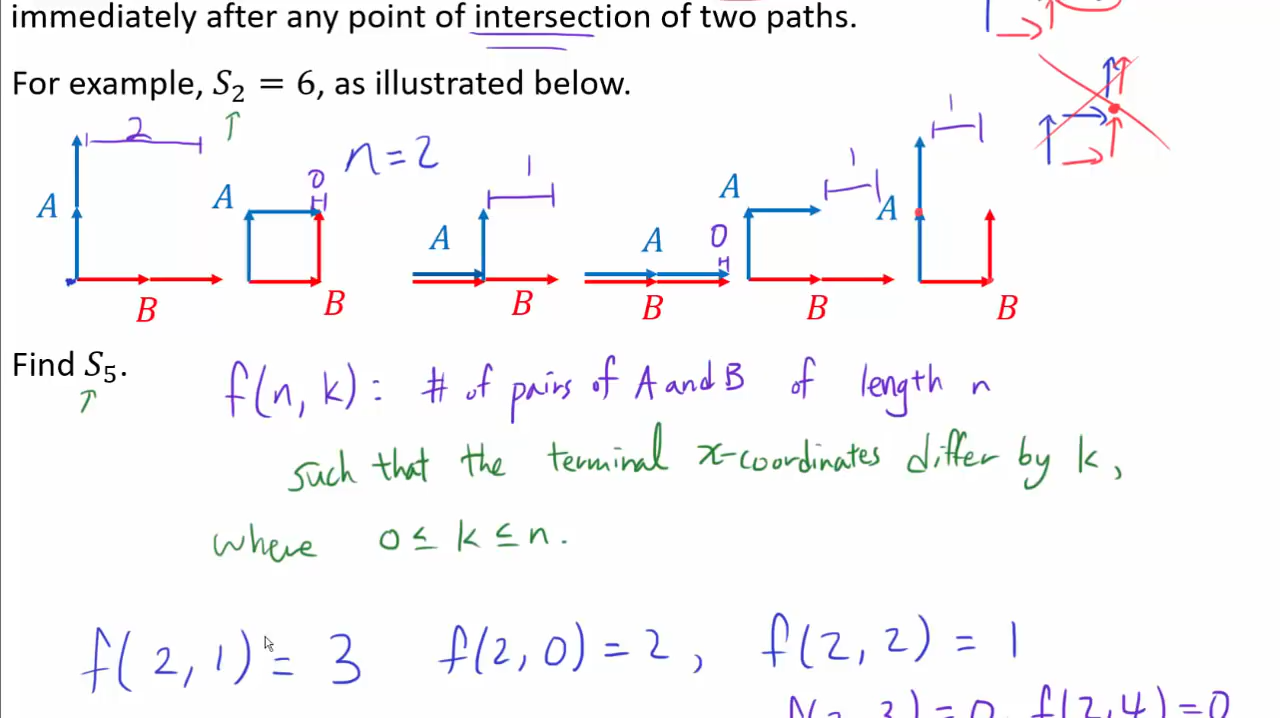 immediately after any point of intersection of two paths.
For example, S₂ = 6, as illustrated below.
2
n=2
0
1
0
1
1
A
A
A
A
A
A
B
B
B
B
B
B
Find S₅.
f(n, k): # of pairs of A and B of length n
such that the terminal x-coordinates differ by k,
where 0 ≤ k ≤ n.
f(2, 1) = 3 f(2, 0) = 2, f(2, 2) = 1
3) = 0, f(2, 4) = 0